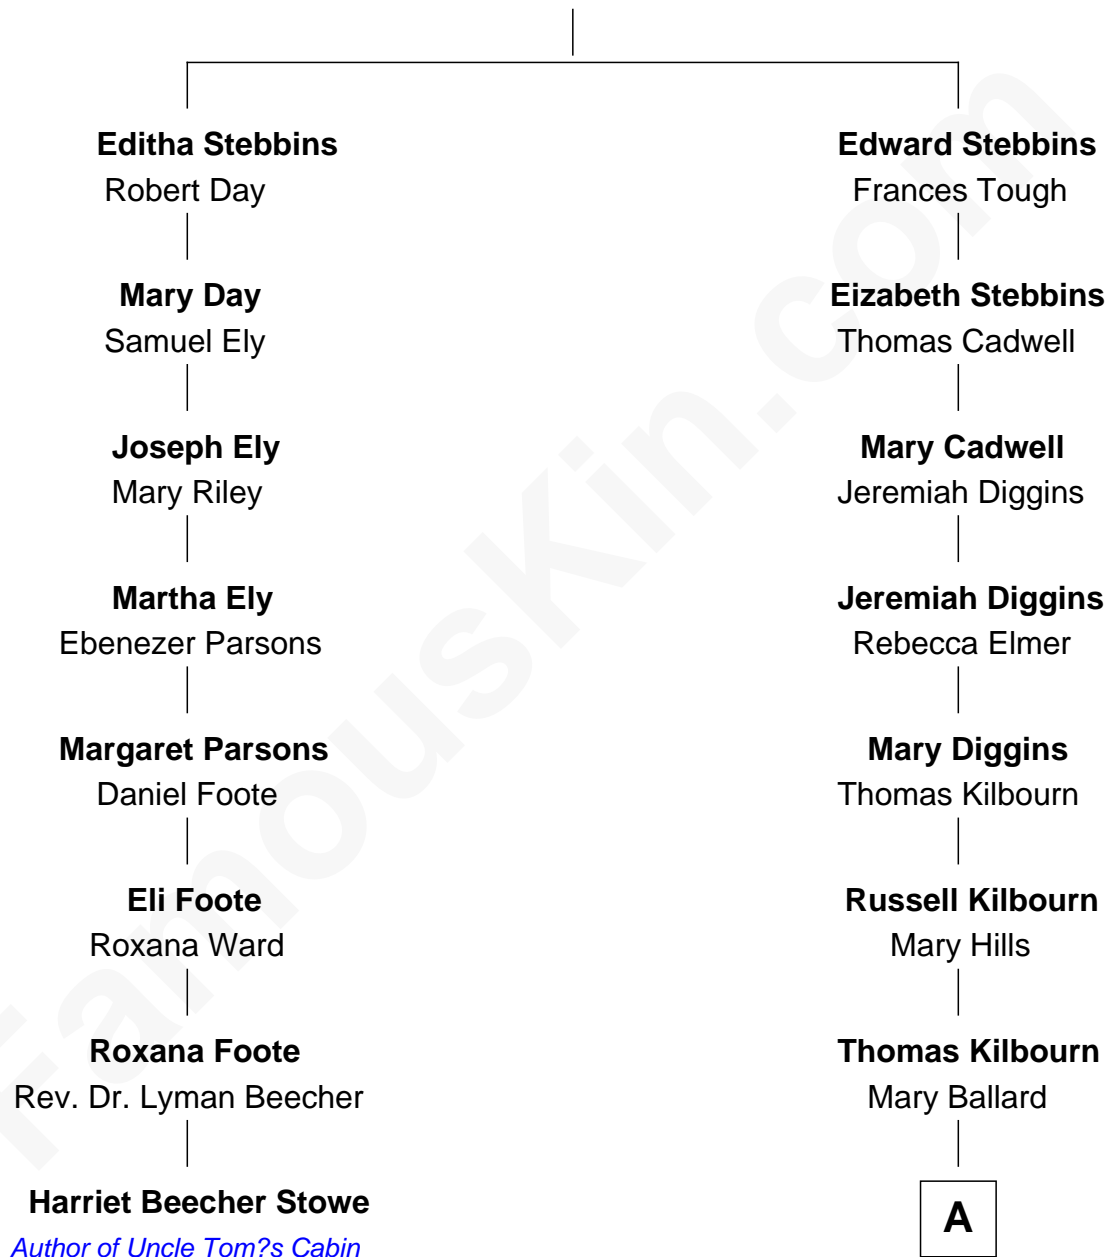 Editha Stebbins
Robert Day
Edward Stebbins
Frances Tough
Mary Day
Samuel Ely
Eizabeth Stebbins
Thomas Cadwell
Joseph Ely
Mary Riley
Mary Cadwell
Jeremiah Diggins
Martha Ely
Ebenezer Parsons
Jeremiah Diggins
Rebecca Elmer
Margaret Parsons
Daniel Foote
Mary Diggins
Thomas Kilbourn
Eli Foote
Roxana Ward
Russell Kilbourn
Mary Hills
Roxana Foote
Rev. Dr. Lyman Beecher
Thomas Kilbourn
Mary Ballard
Harriet Beecher Stowe
Author of Uncle Tom?s Cabin
A
FamousKin.com